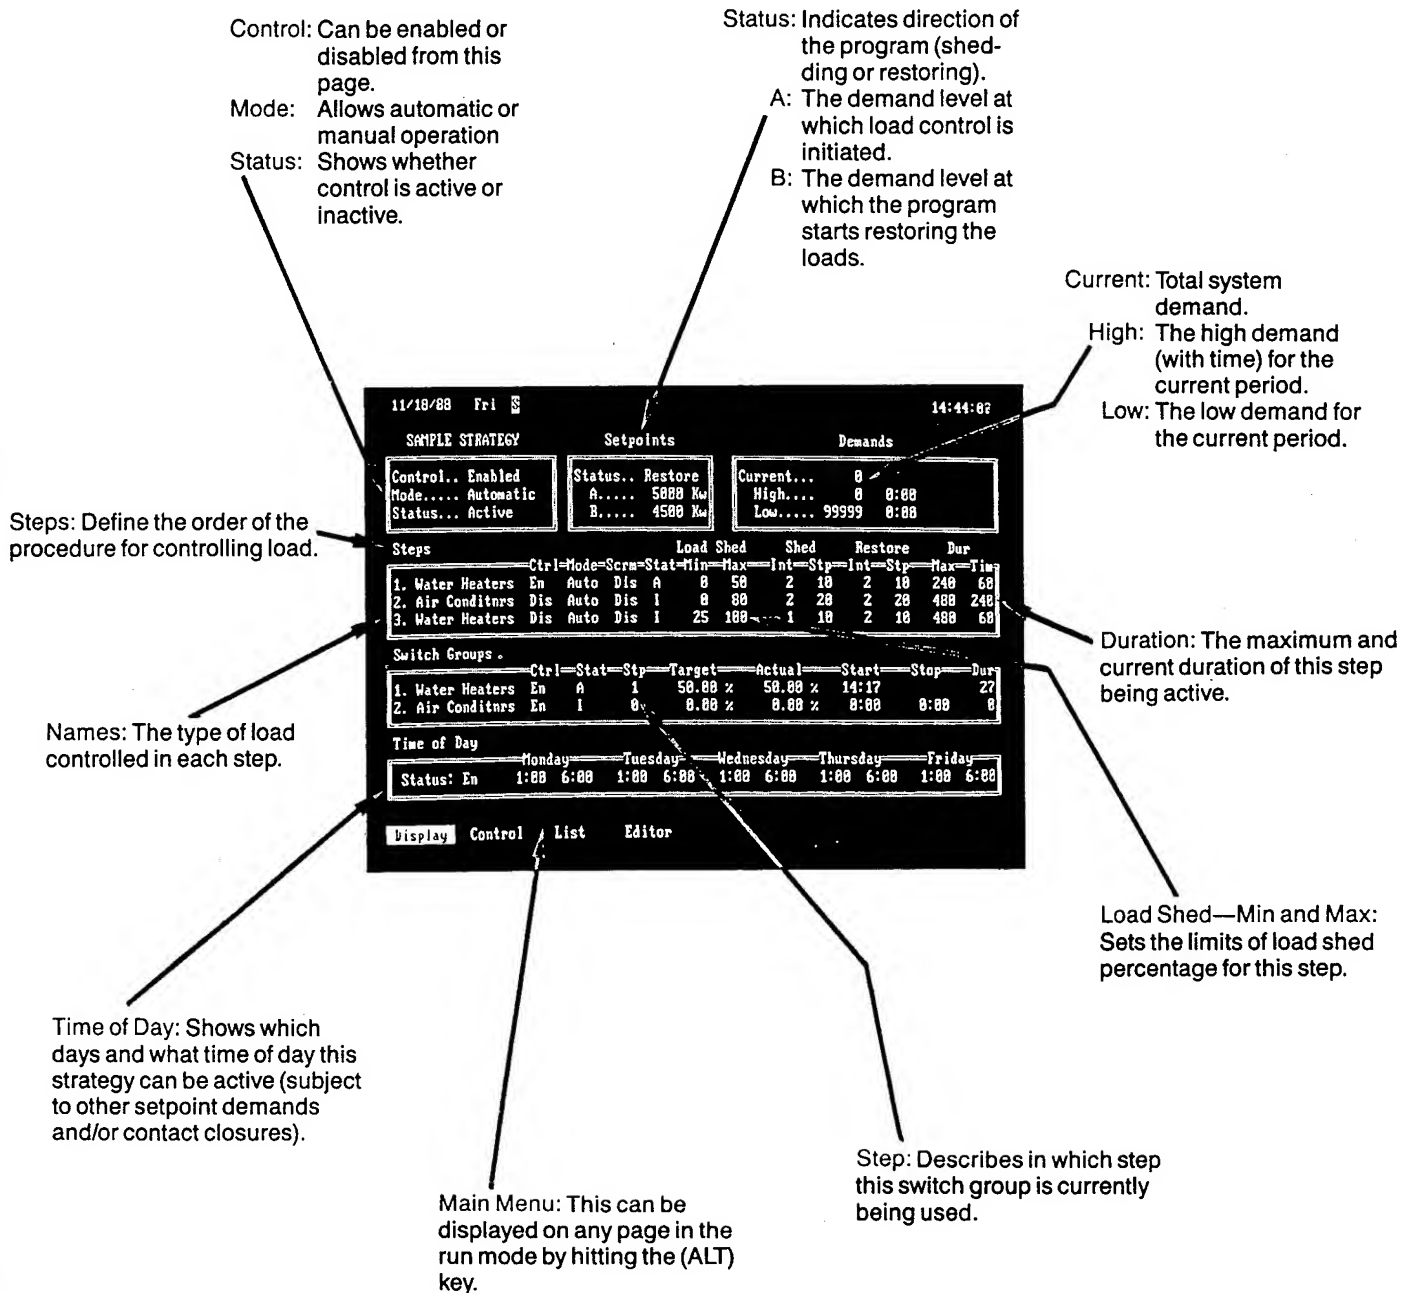 Control: Can be enabled or
disabled from this
page.
Mode: Allows automatic or
manual operation
Status: Shows whether
control is active or
inactive.
Status: Indicates direction of
the program (shed-
ding or restoring).
A: The demand level at
which load control is
initiated.
B: The demand level at
which the program
starts restoring the
loads.
Current: Total system
demand.
High: The high demand
(with time) for the
current period.
Low: The low demand for
the current period.
Steps: Define the order of the
procedure for controlling load.
Names: The type of load
controlled in each step.
11/18/88 Fri S 14:44:02
SAMPLE STRATEGY Setpoints Demands
Control.. Enabled Status.. Restore Current... 0
Mode..... Automatic A..... 5000 Kw High.... 0 0:00
Status... Active B..... 4500 Kw Low..... 99999 0:00
Steps Load Shed Shed Restore Dur
Ctrl=Mode=Scrm=Stat=Min=Max=Int=Stp=Int=Stp=Max=Tim
1. Water Heaters En Auto Dis A 0 50 2 10 2 10 240 60
2. Air Conditnrs Dis Auto Dis I 0 80 2 20 2 20 480 240
3. Water Heaters Dis Auto Dis I 25 100 1 10 2 10 480 60
Switch Groups.
Ctrl=Stat=Stp=Target=Actual=Start=Stop=Dur
1. Water Heaters En A 1 50.00 % 50.00 % 14:17 27
2. Air Conditnrs En I 0 0.00 % 0.00 % 0:00 0:00 0
Time of Day
Monday Tuesday Wednesday Thursday Friday
Status: En 1:00 6:00 1:00 6:00 1:00 6:00 1:00 6:00 1:00 6:00
Display Control List Editor
Duration: The maximum and
current duration of this step
being active.
Load Shed—Min and Max:
Sets the limits of load shed
percentage for this step.
Time of Day: Shows which
days and what time of day this
strategy can be active (subject
to other setpoint demands
and/or contact closures).
Step: Describes in which step
this switch group is currently
being used.
Main Menu: This can be
displayed on any page in the
run mode by hitting the (ALT)
key.